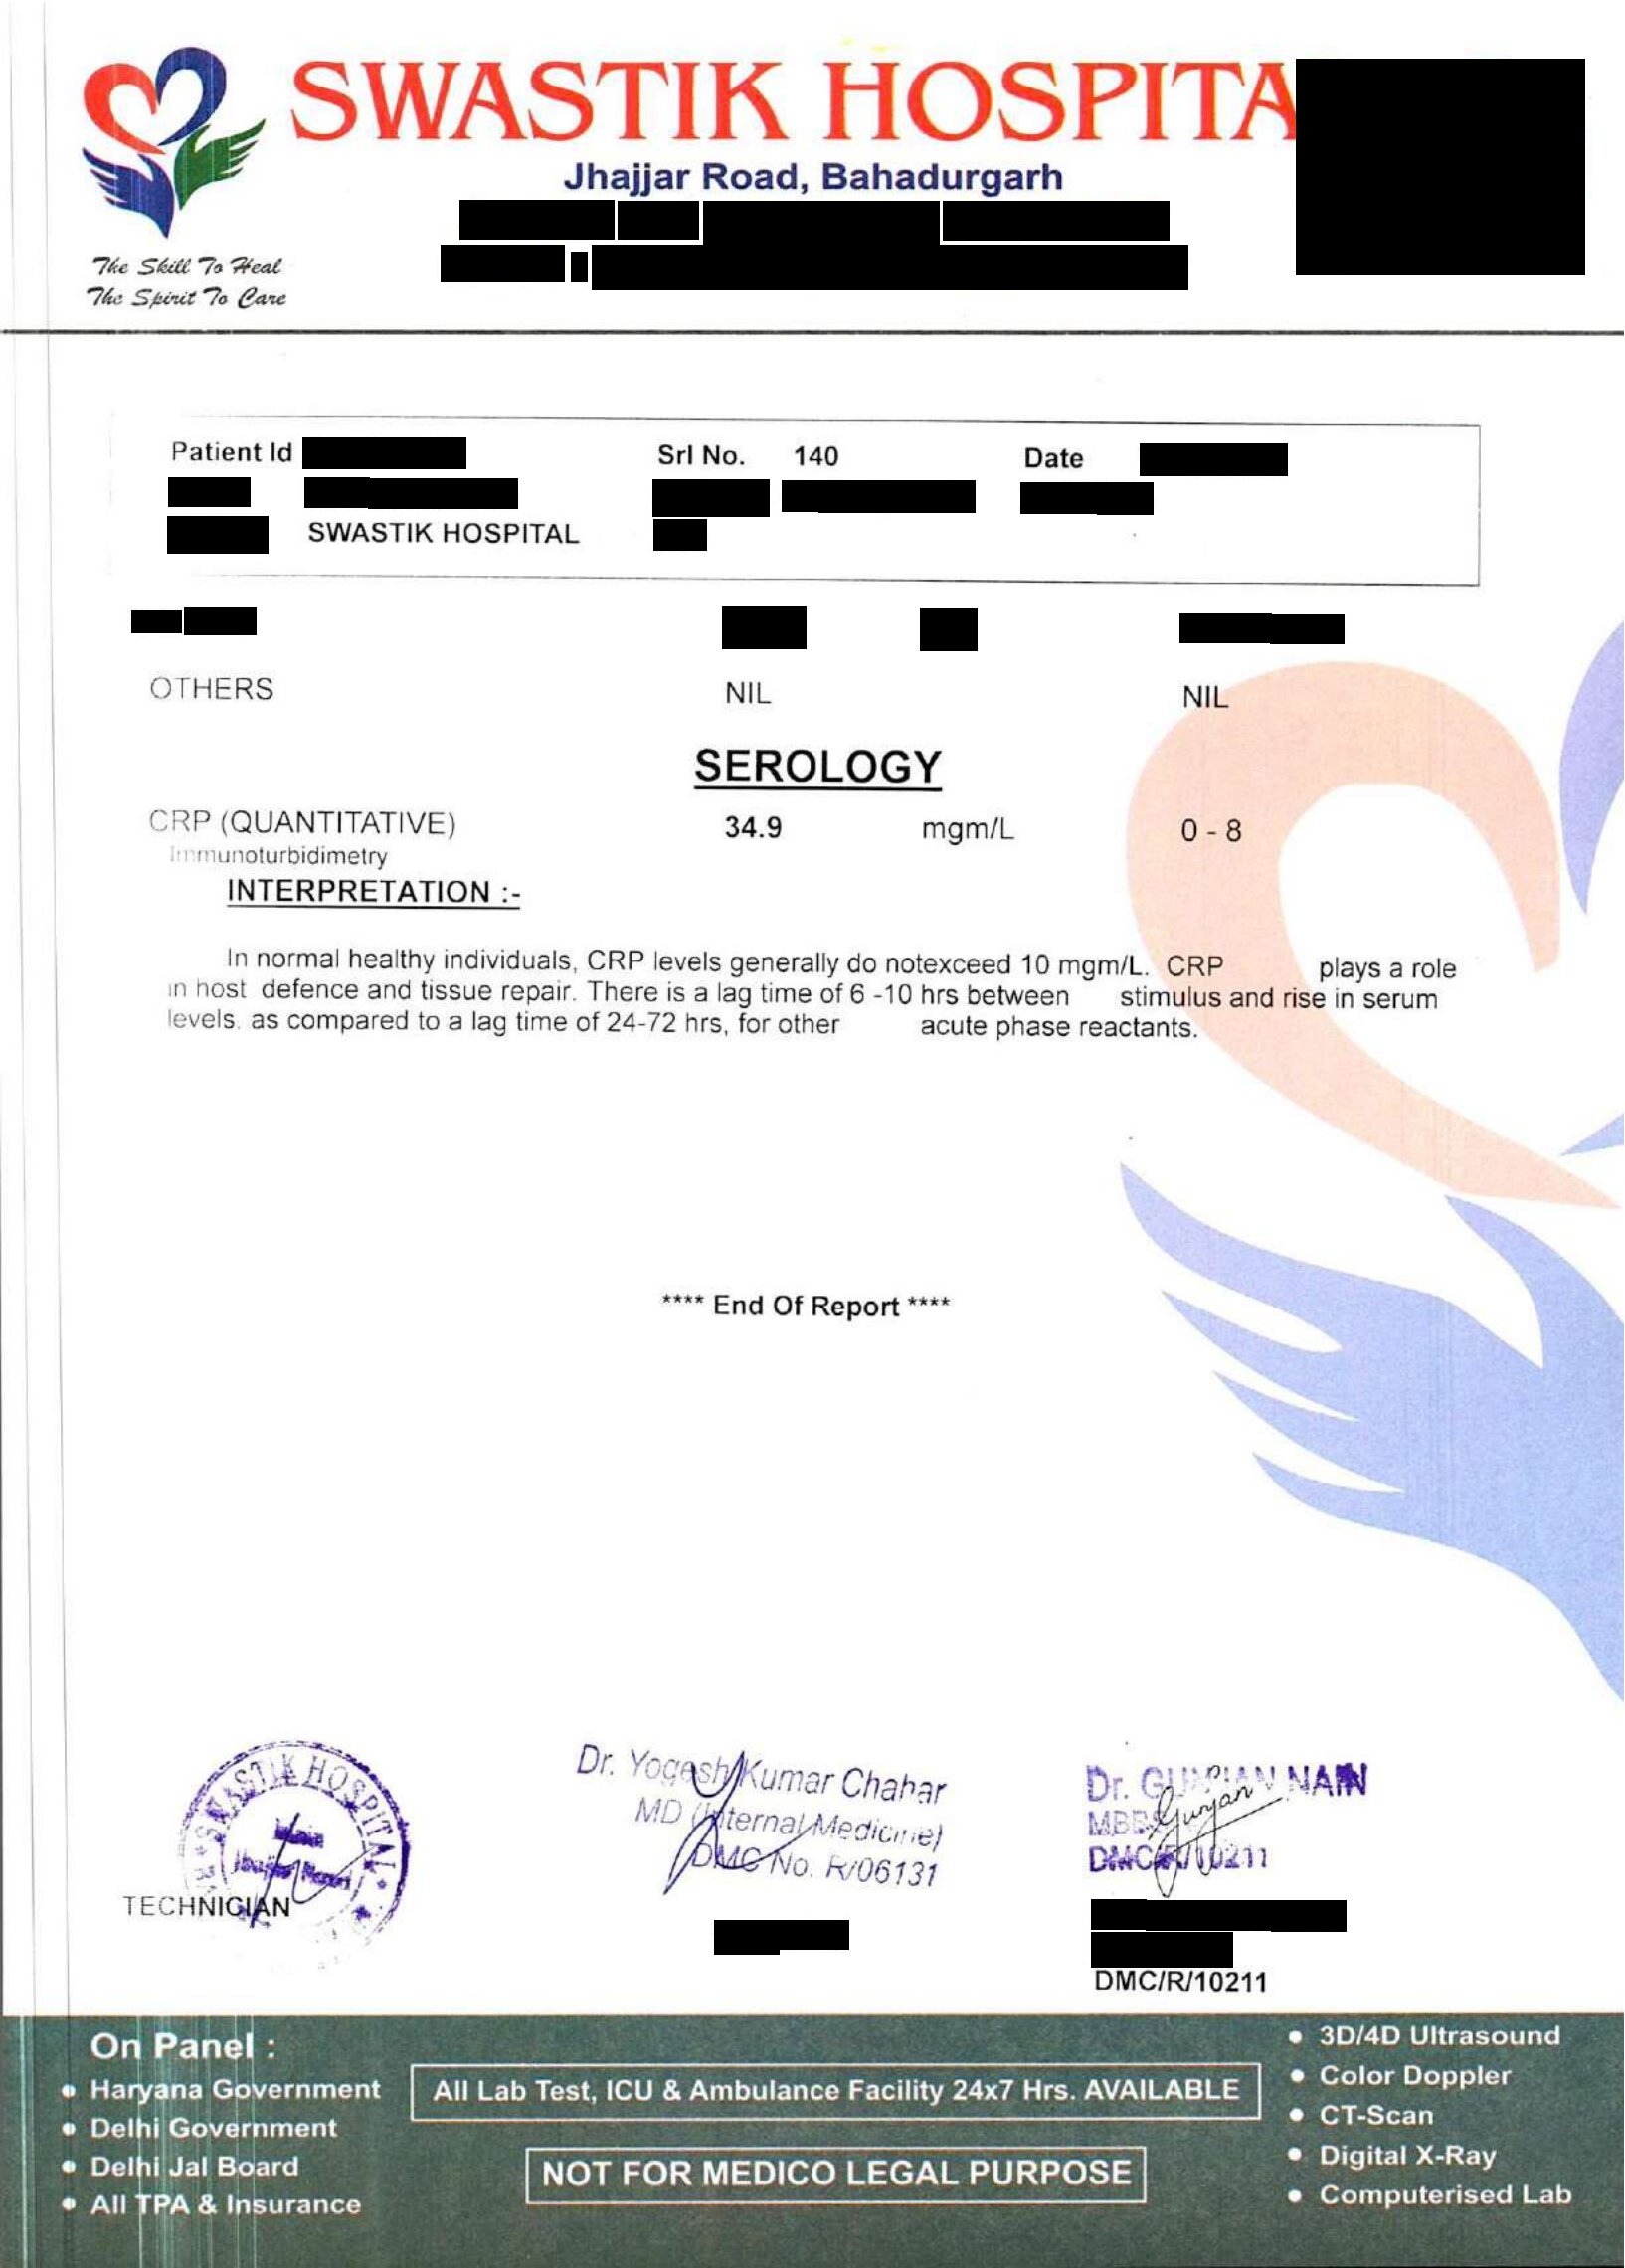 SWASTIK HOSPITA
Jhajjar Road, Bahadurgarh
The Skill To Heal
The Spirit To Care
Patient Id Srl No. 140 Date
SWASTIK HOSPITAL
OTHERS NIL NIL
SEROLOGY
CRP (QUANTITATIVE) 34.9 mgm/L 0 - 8
Immunoturbidimetry
INTERPRETATION :-
In normal healthy individuals, CRP levels generally do notexceed 10 mgm/L. CRP plays a role
in host defence and tissue repair. There is a lag time of 6 -10 hrs between stimulus and rise in serum
levels. as compared to a lag time of 24-72 hrs, for other acute phase reactants.
**** End Of Report ****
SWASTIK HOSPITAL
Main
Jhajjar Road
TECHNICIAN
Dr. Yogesh Kumar Chahar
MD (Internal Medicine)
DMC No. R/06131
Dr. GUNJAN NAIN
MBBS
Gunjan
DMC/R/10211
DMC/R/10211
On Panel :
• Haryana Government
• Delhi Government
• Delhi Jal Board
• All TPA & Insurance
All Lab Test, ICU & Ambulance Facility 24x7 Hrs. AVAILABLE
NOT FOR MEDICO LEGAL PURPOSE
• 3D/4D Ultrasound
• Color Doppler
• CT-Scan
• Digital X-Ray
• Computerised Lab